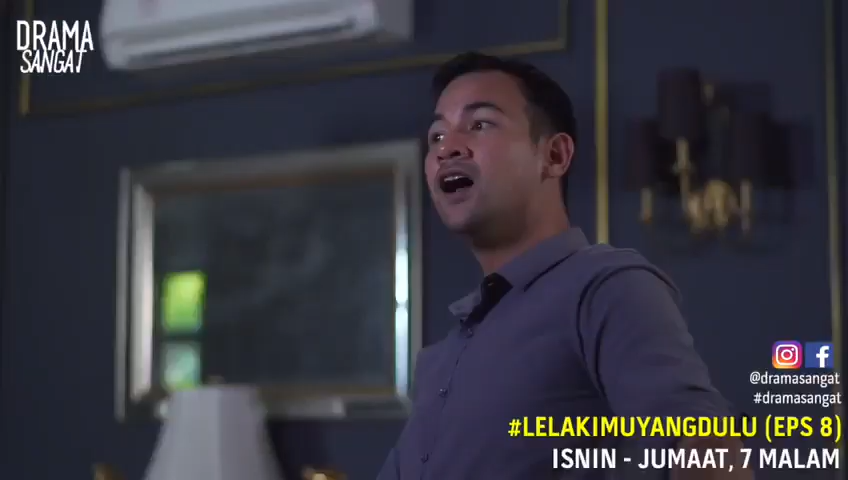 DRAMA
SANGAT
@dramasangat
#dramasangat
#LELAKIMUYANGDULU (EPS 8)
ISNIN - JUMAAT, 7 MALAM